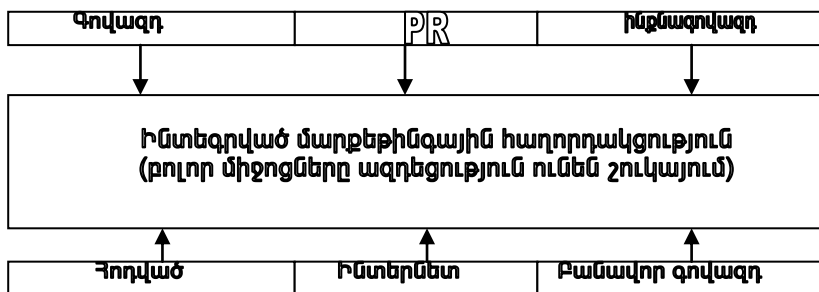 Գովազդ PR ինքնագովազդ
Ինտեգրված մարքեթինգային հաղորդակցություն
(բոլոր միջոցները ազդեցություն ունեն շուկայում)
Հոդված Ինտերնետ Բանավոր գովազդ